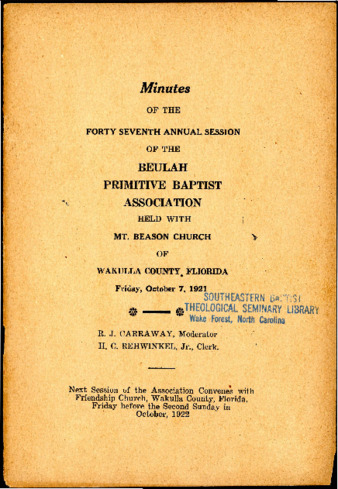 Minutes
OF THE
FORTY SEVENTH ANNUAL SESSION
OF THE
BEULAH
PRIMITIVE BAPTIST
ASSOCIATION
HELD WITH
MT. BEASON CHURCH
OF
WAKULLA COUNTY, FLIORIDA
Friday, October 7, 1921
SOUTHEASTERN BAPTIST
THEOLOGICAL SEMINARY LIBRARY
Wake Forest, North Carolina
R. J. CARRAWAY, Moderator
H. C. REHWINKEL, Jr., Clerk.
Next Session of the Association Convenes with
Friendship Church, Wakulla County, Florida,
Friday before the Second Sunday in
October, 1922